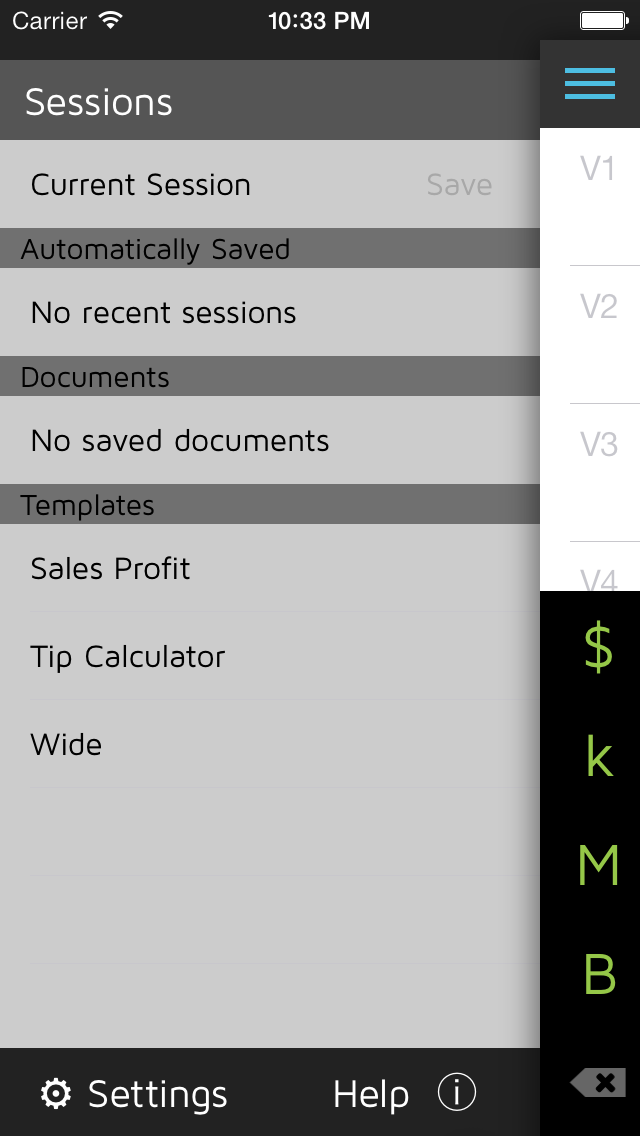 Carrier 10:33 PM
Sessions
Current Session Save
Automatically Saved
No recent sessions
Documents
No saved documents
Templates
Sales Profit
Tip Calculator
Wide
Settings Help i
V1
V2
V3
V4
$
k
M
B